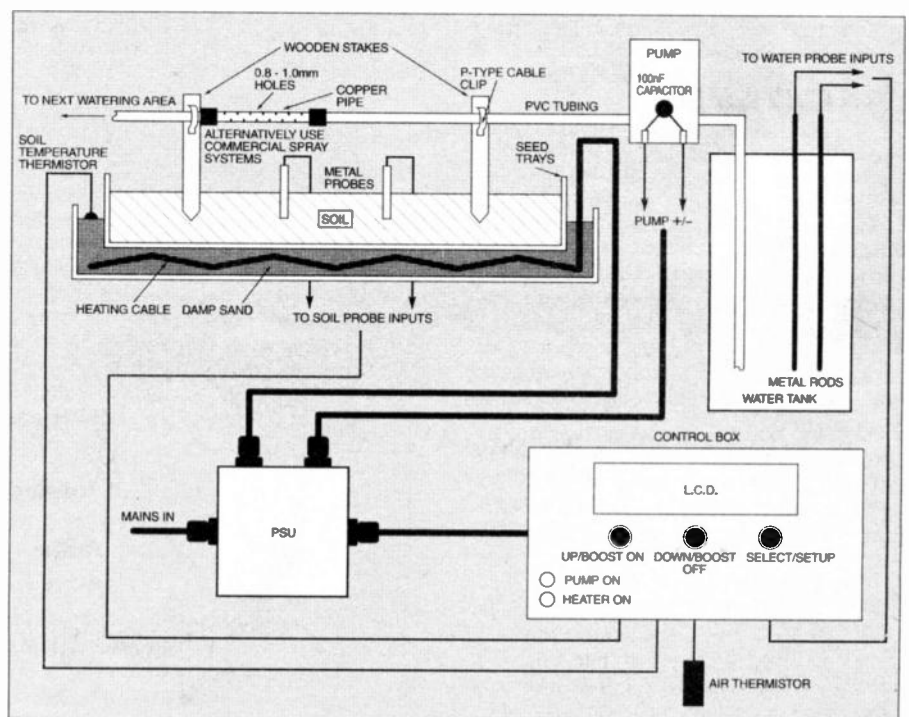 WOODEN STAKES
PUMP
TO WATER PROBE INPUTS
0.8 - 1.0mm
HOLES
P-TYPE CABLE
CLIP
100nF
CAPACITOR
COPPER
PIPE
TO NEXT WATERING AREA
PVC TUBING
SOIL
TEMPERATURE
THERMISTOR
ALTERNATIVELY USE
COMMERCIAL SPRAY
SYSTEMS
SEED
TRAYS
METAL
PROBES
SOIL
PUMP +/–
HEATING CABLE
DAMP SAND
TO SOIL PROBE INPUTS
METAL RODS
WATER TANK
CONTROL BOX
L.C.D.
MAINS IN
PSU
UP/BOOST ON
DOWN/BOOST
OFF
SELECT/SETUP
PUMP ON
HEATER ON
AIR THERMISTOR